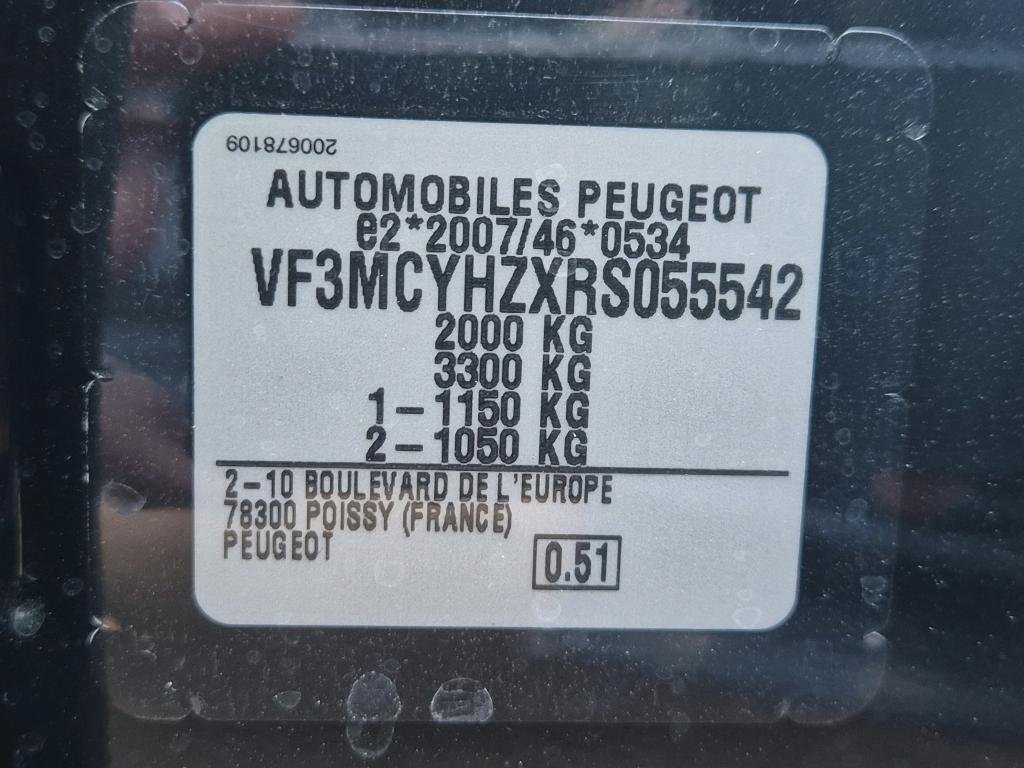 200678109
AUTOMOBILES PEUGEOT
e2*2007/46*0534
VF3MCYHZXRS055542
2000 KG
3300 KG
1-1150 KG
2-1050 KG
2-10 BOULEVARD DE L'EUROPE
78300 POISSY (FRANCE)
PEUGEOT
0.51